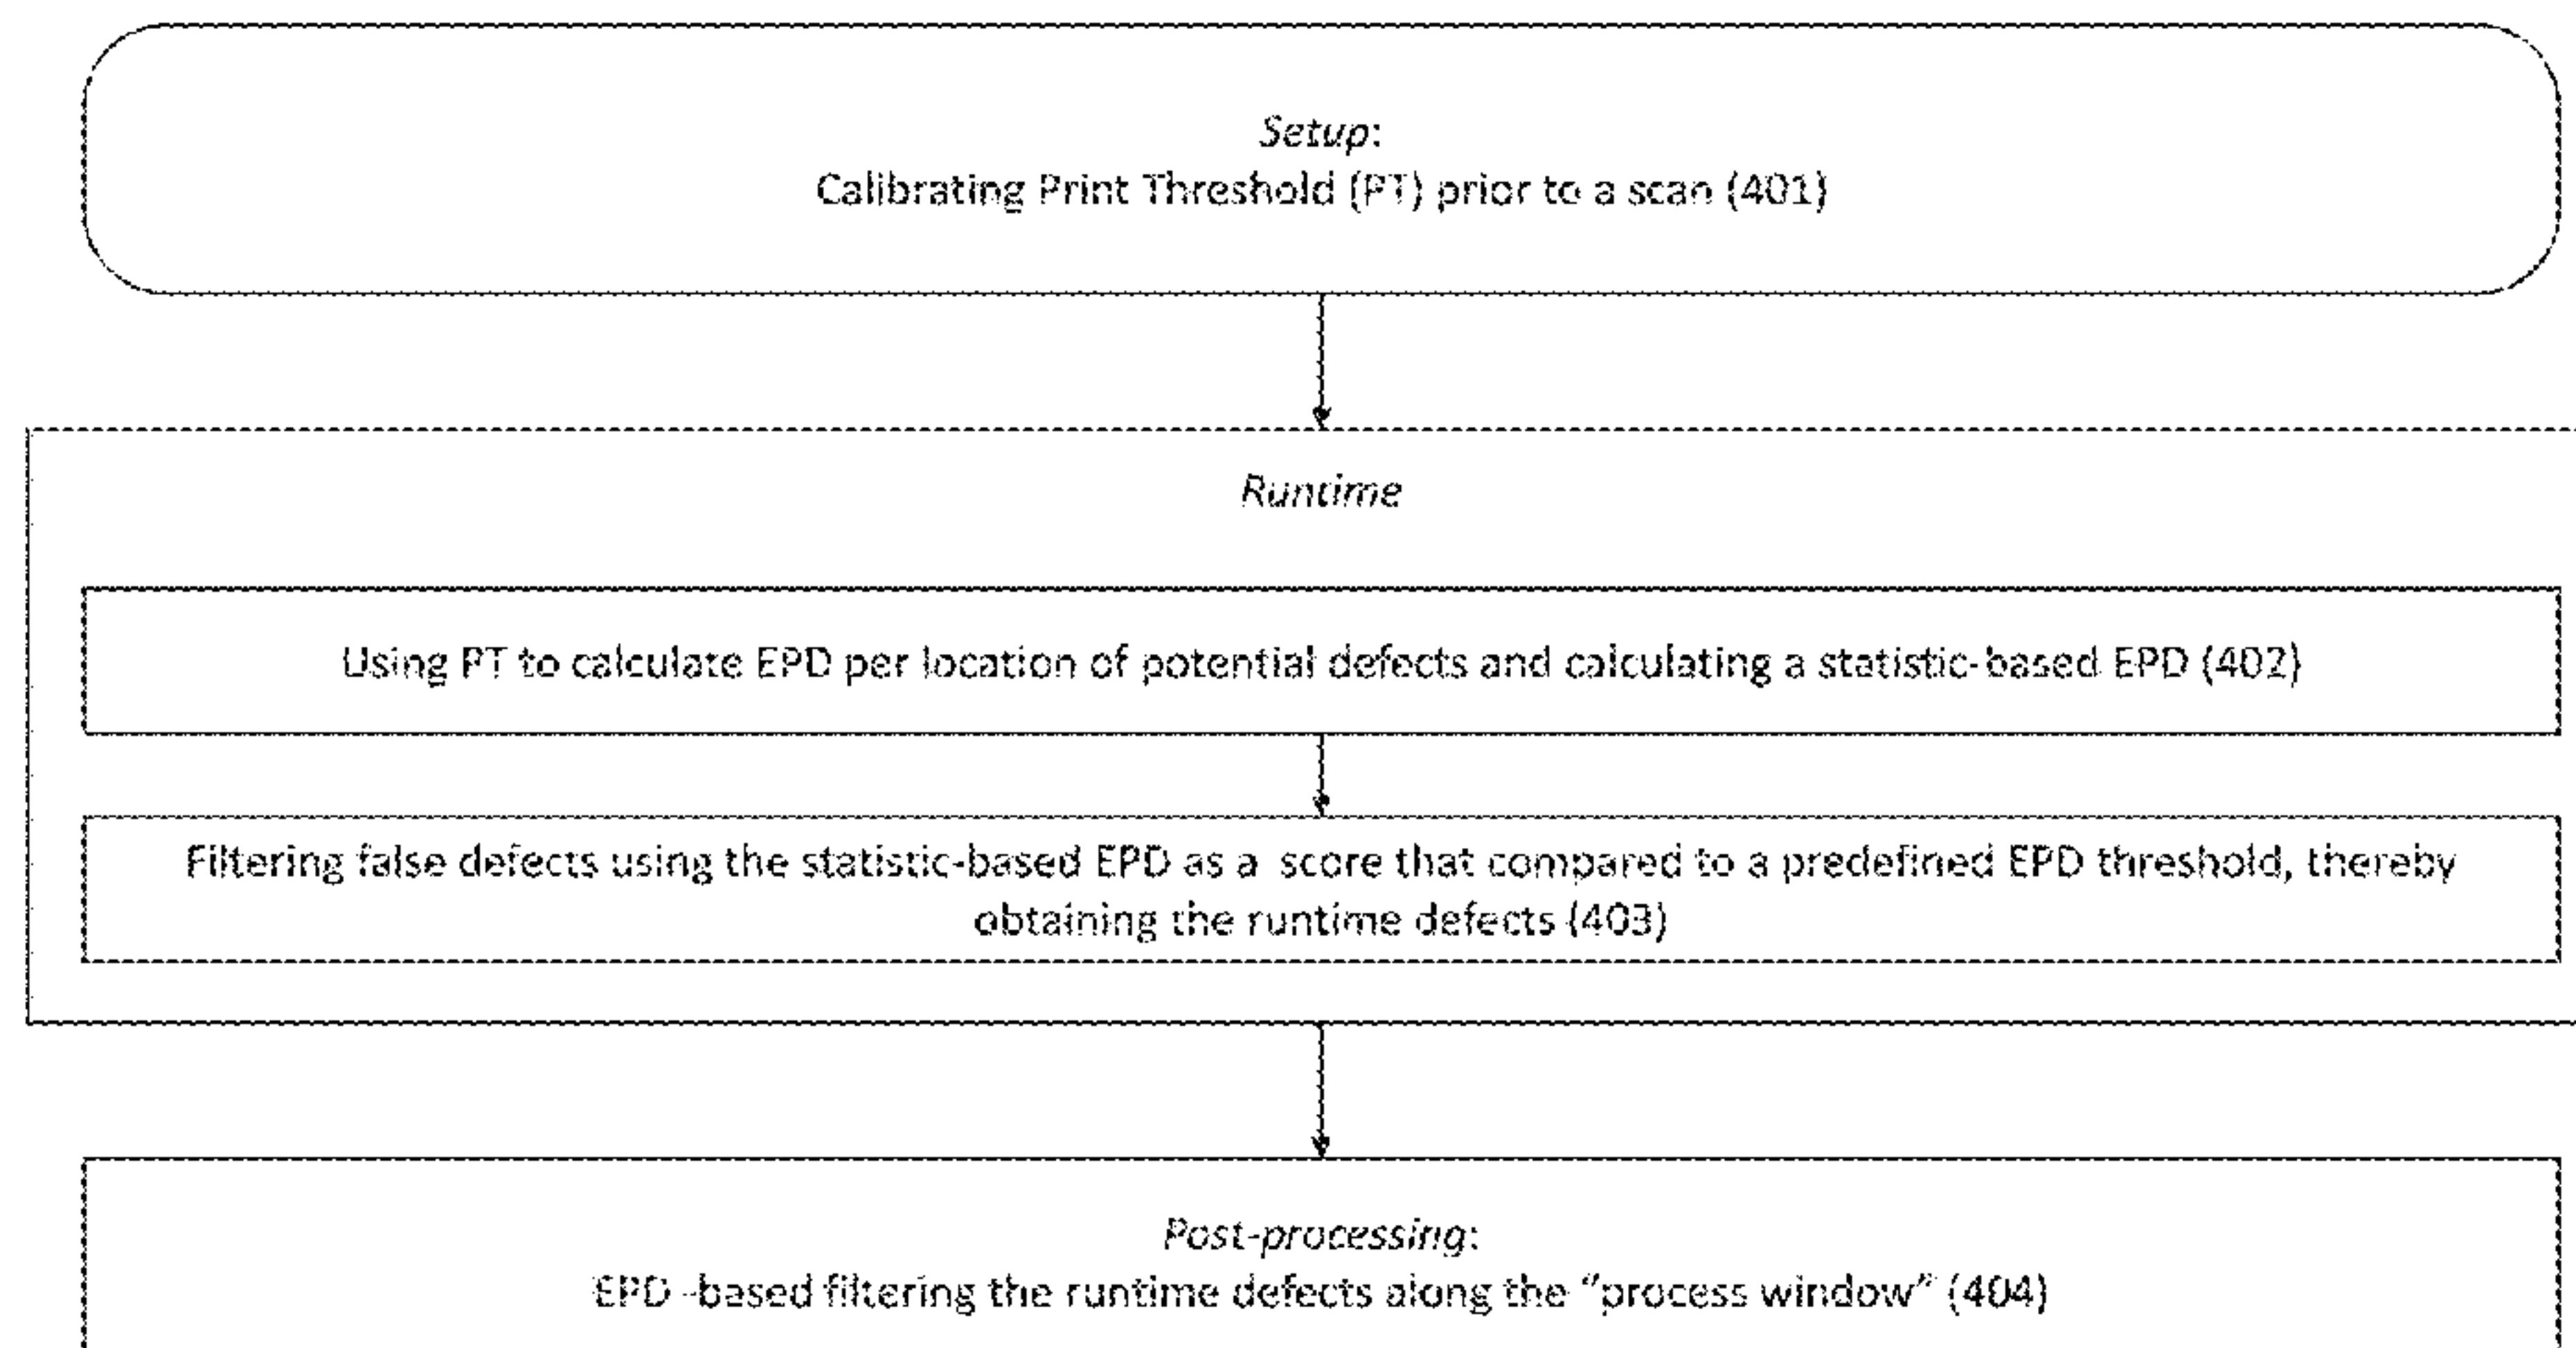 Setup:
Calibrating Print Threshold (PT) prior to a scan (401)
Runtime
Using PT to calculate EPD per location of potential defects and calculating a statistic-based EPD (402)
Filtering false defects using the statistic-based EPD as a score that compared to a predefined EPD threshold, thereby
obtaining the runtime defects (403)
Post-processing:
EPD -based filtering the runtime defects along the “process window” (404)